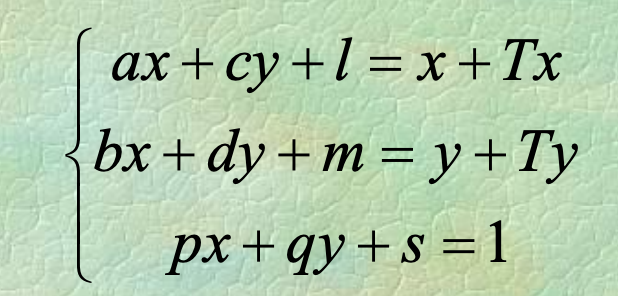 ax + cy + l = x + Tx
bx + dy + m = y + Ty
px + qy + s = 1